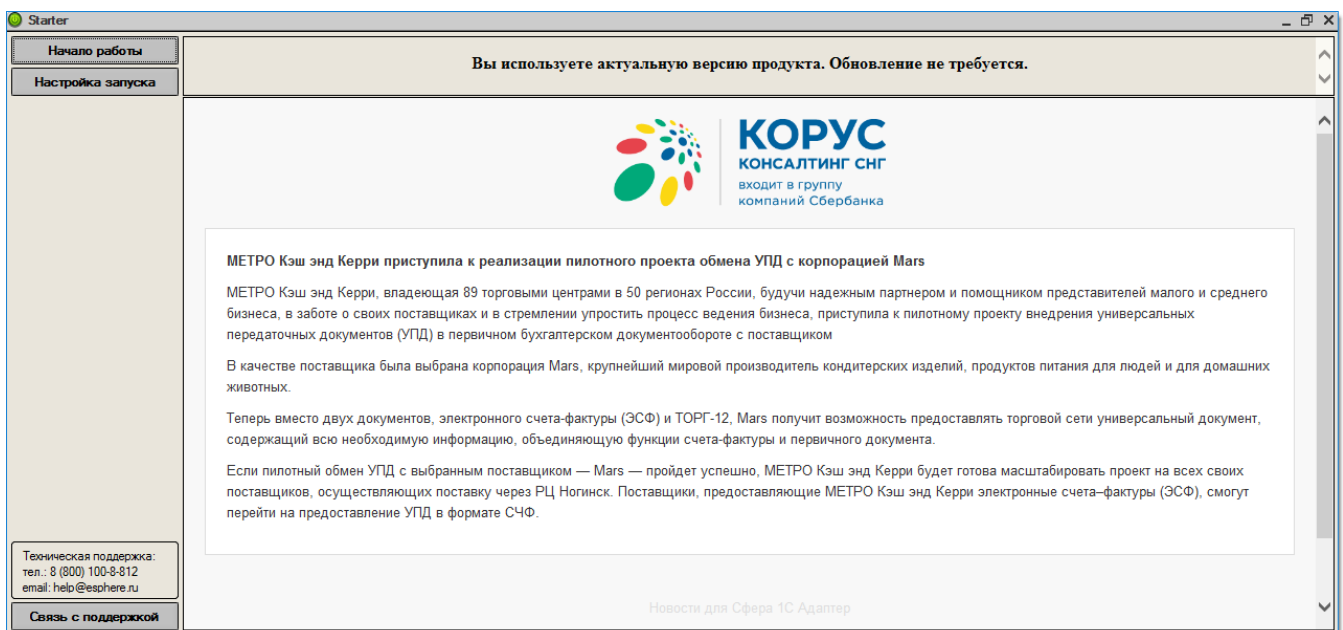 Starter
Начало работы
Настройка запуска
Вы используете актуальную версию продукта. Обновление не требуется.
КОРУС
КОНСАЛТИНГ СНГ
входит в группу
компаний Сбербанка
МЕТРО Кэш энд Керри приступила к реализации пилотного проекта обмена УПД с корпорацией Mars
МЕТРО Кэш энд Керри, владеющая 89 торговыми центрами в 50 регионах России, будучи надежным партнером и помощником представителей малого и среднего
бизнеса, в заботе о своих поставщиках и в стремлении упростить процесс ведения бизнеса, приступила к пилотному проекту внедрения универсальных
передаточных документов (УПД) в первичном бухгалтерском документообороте с поставщиком
В качестве поставщика была выбрана корпорация Mars, крупнейший мировой производитель кондитерских изделий, продуктов питания для людей и для домашних
животных.
Теперь вместо двух документов, электронного счета-фактуры (ЭСФ) и ТОРГ-12, Mars получит возможность предоставлять торговой сети универсальный документ,
содержащий всю необходимую информацию, объединяющую функции счета-фактуры и первичного документа.
Если пилотный обмен УПД с выбранным поставщиком — Mars — пройдет успешно, МЕТРО Кэш энд Керри будет готова масштабировать проект на всех своих
поставщиков, осуществляющих поставку через РЦ Ногинск. Поставщики, предоставляющие МЕТРО Кэш энд Керри электронные счета–фактуры (ЭСФ), смогут
перейти на предоставление УПД в формате СЧФ.
Новости для Сфера 1С Адаптер
Техническая поддержка:
тел.: 8 (800) 100-8-812
email: help@esphere.ru
Связь с поддержкой